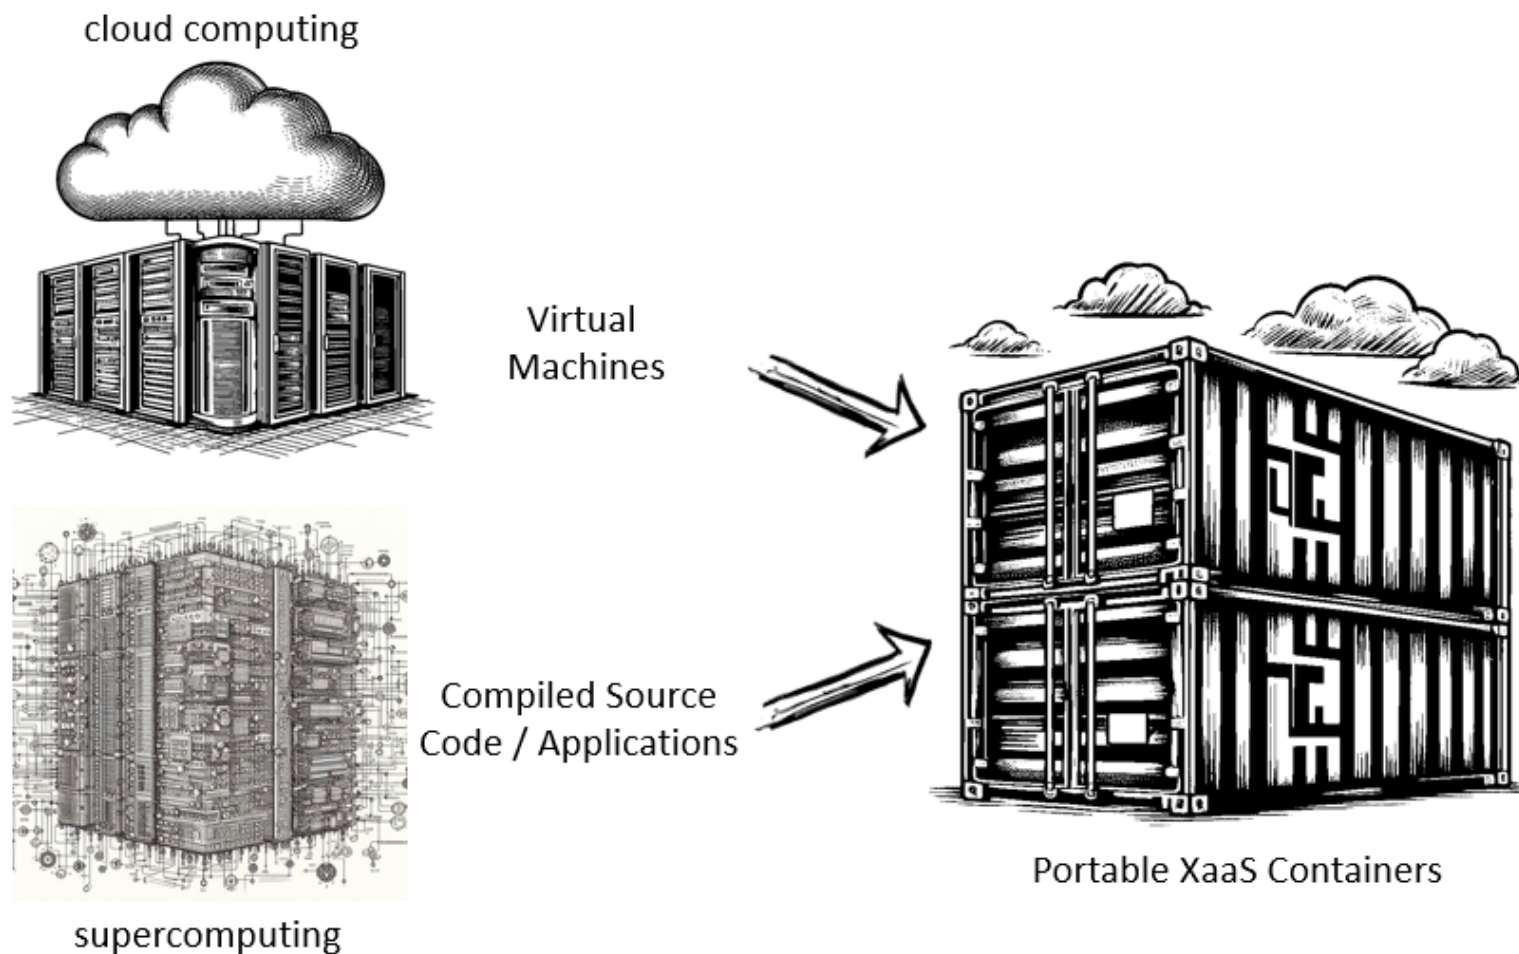 cloud computing
Virtual
Machines
Compiled Source
Code / Applications
Portable XaaS Containers
supercomputing